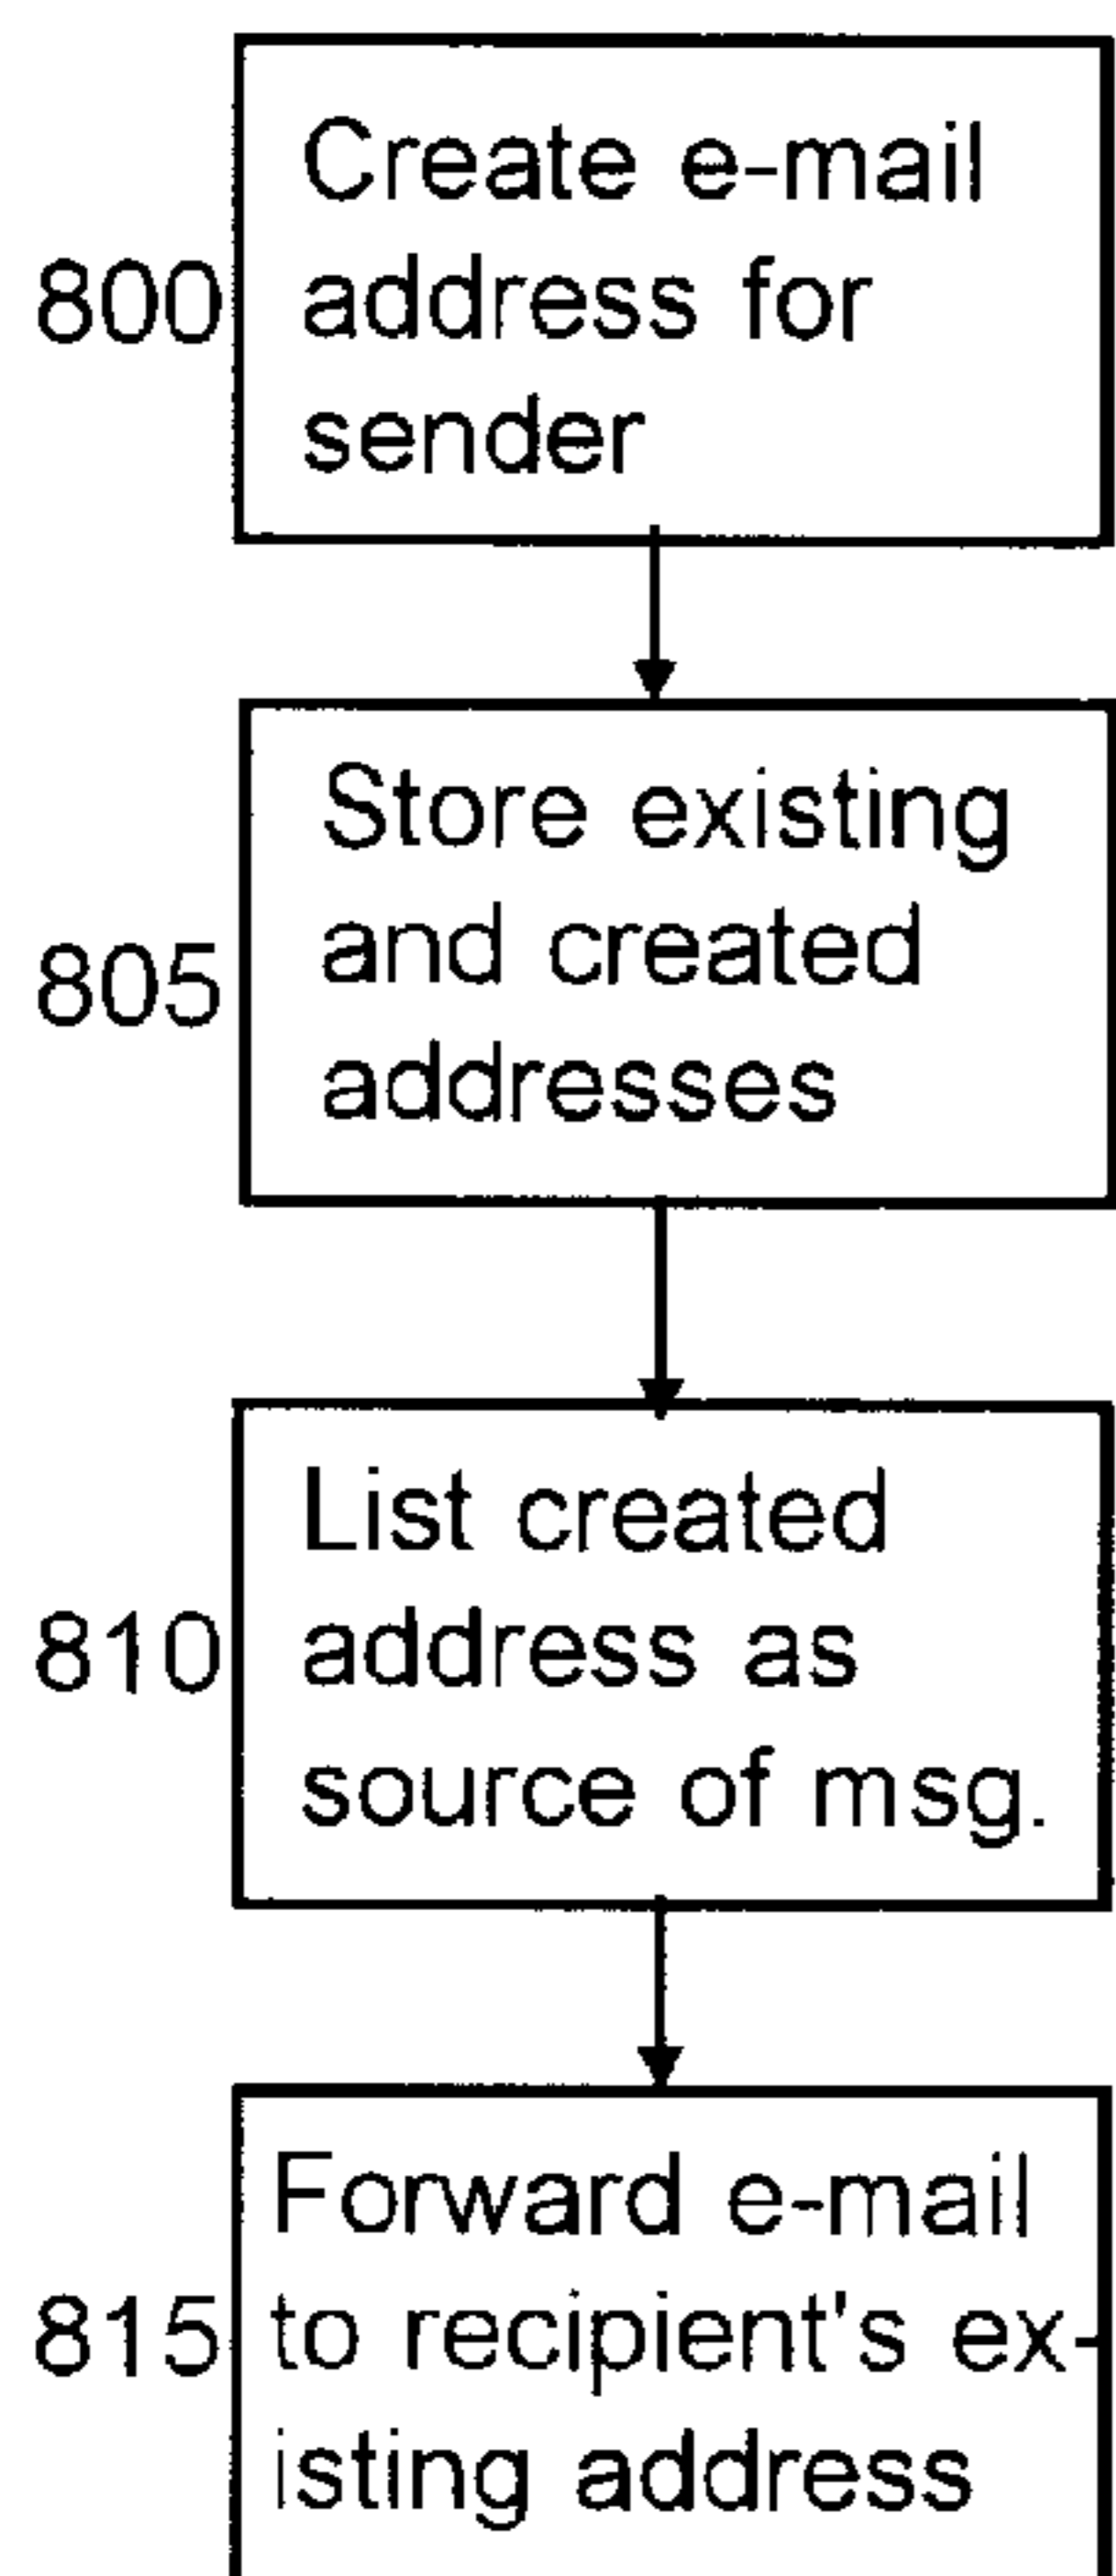 Create e-mail
800 address for
sender
Store existing
and created
805
addresses
List created
810 address as
source of msg.
Forward e-mail
815 to recipient's ex-
isting address